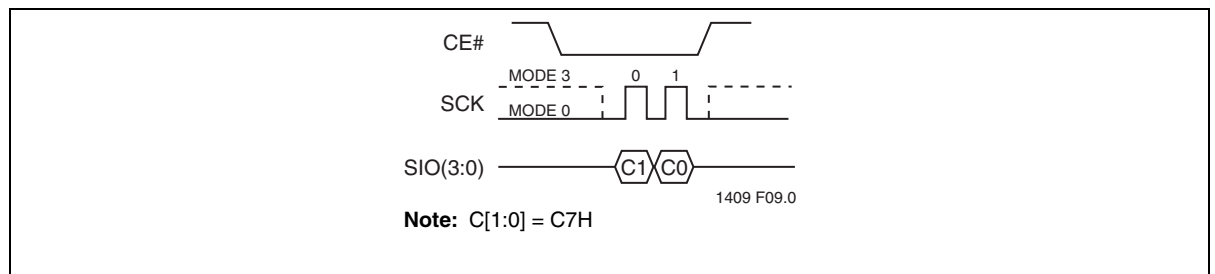 CE#
MODE 3 0 1
SCK
MODE 0
SIO(3:0) C1 C0
1409 F09.0
Note: C[1:0] = C7H